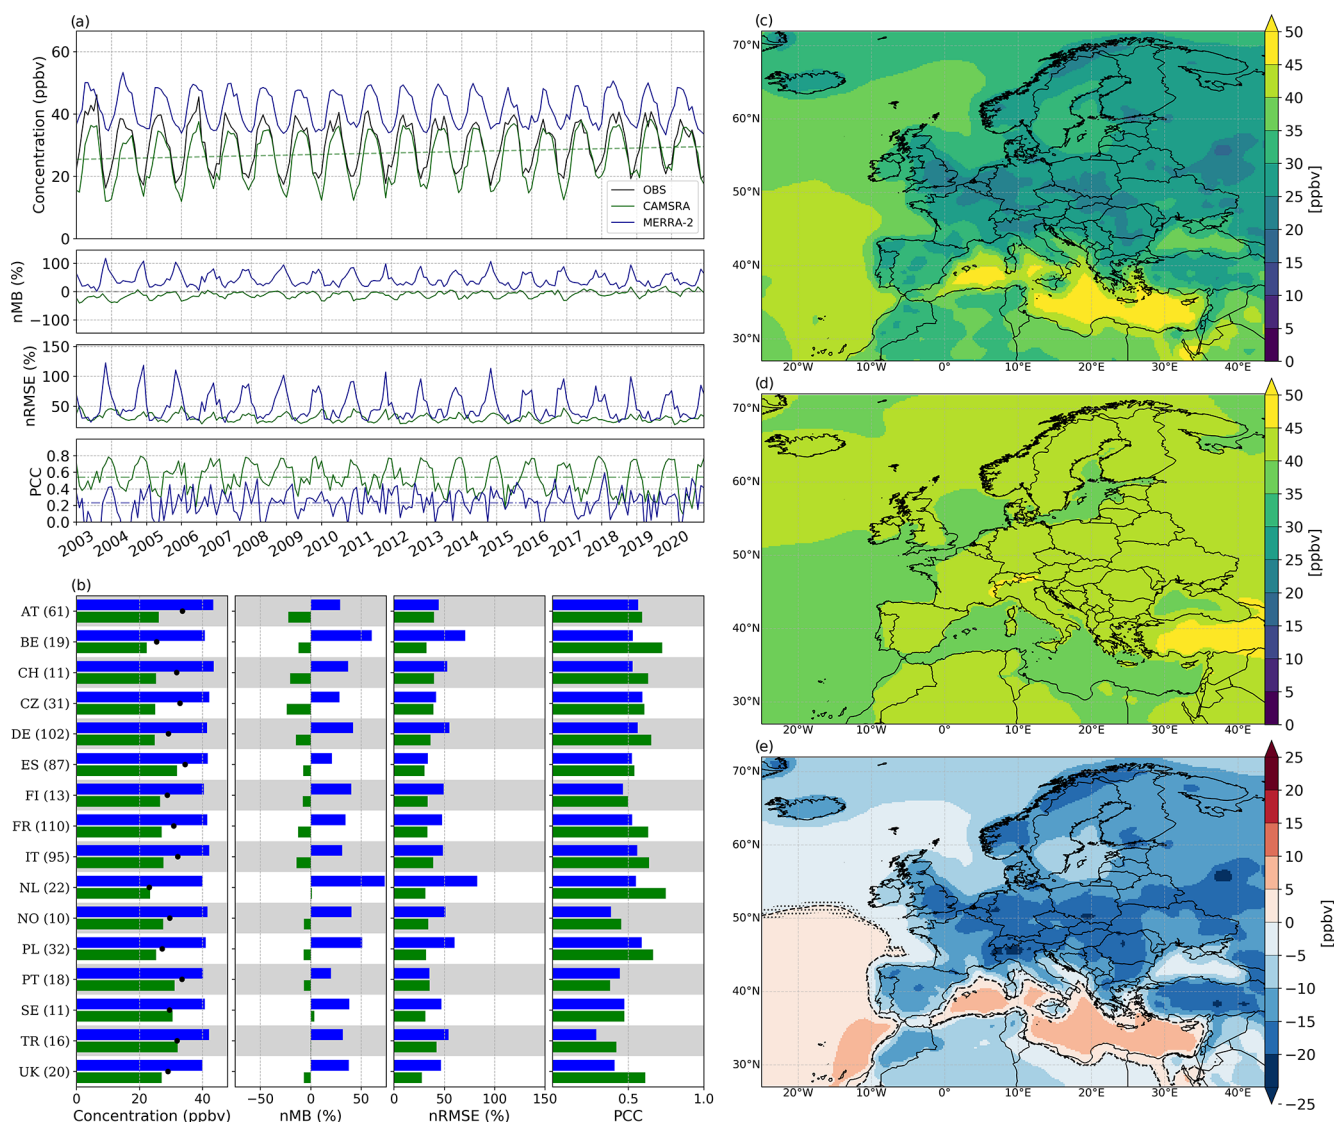 (a)
60
40
20
0
Concentration (ppbv)
OBS
CAMSRA
MERRA-2
100
0
−100
nMB (%)
150
100
50
nRMSE (%)
0.8
0.6
0.4
0.2
0.0
PCC
2003 2004 2005 2006 2007 2008 2009 2010 2011 2012 2013 2014 2015 2016 2017 2018 2019 2020
(b)
AT (61)
BE (19)
CH (11)
CZ (31)
DE (102)
ES (87)
FI (13)
FR (110)
IT (95)
NL (22)
NO (10)
PL (32)
PT (18)
SE (11)
TR (16)
UK (20)
0 20 40 −50 0 50 0 50 100 150 0.5 1.0
Concentration (ppbv) nMB (%) nRMSE (%) PCC
(c)
70°N
60°N
50°N
40°N
30°N
20°W 10°W 0° 10°E 20°E 30°E 40°E
50
45
40
35
30
25
20
15
10
5
0
[ppbv]
(d)
70°N
60°N
50°N
40°N
30°N
20°W 10°W 0° 10°E 20°E 30°E 40°E
50
45
40
35
30
25
20
15
10
5
0
[ppbv]
(e)
70°N
60°N
50°N
40°N
30°N
20°W 10°W 0° 10°E 20°E 30°E 40°E
25
20
15
10
5
0
−5
−10
−15
−20
−25
[ppbv]